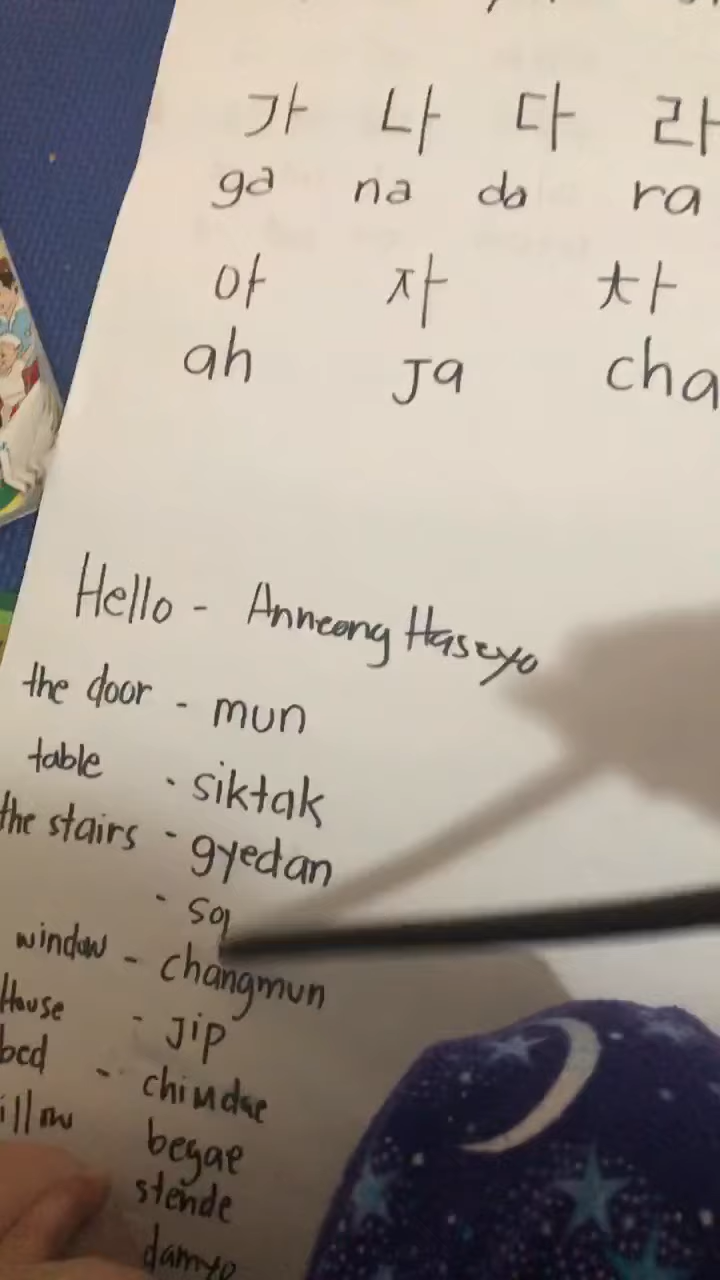 가 나 다 라
ga na da ra
아 자 차
ah Ja cha
Hello - Anneong Haseyo
the door - mun
table - siktak
the stairs - gyedan
window - changmun
House - Jip
bed - chimdae
begae
stende
damyo